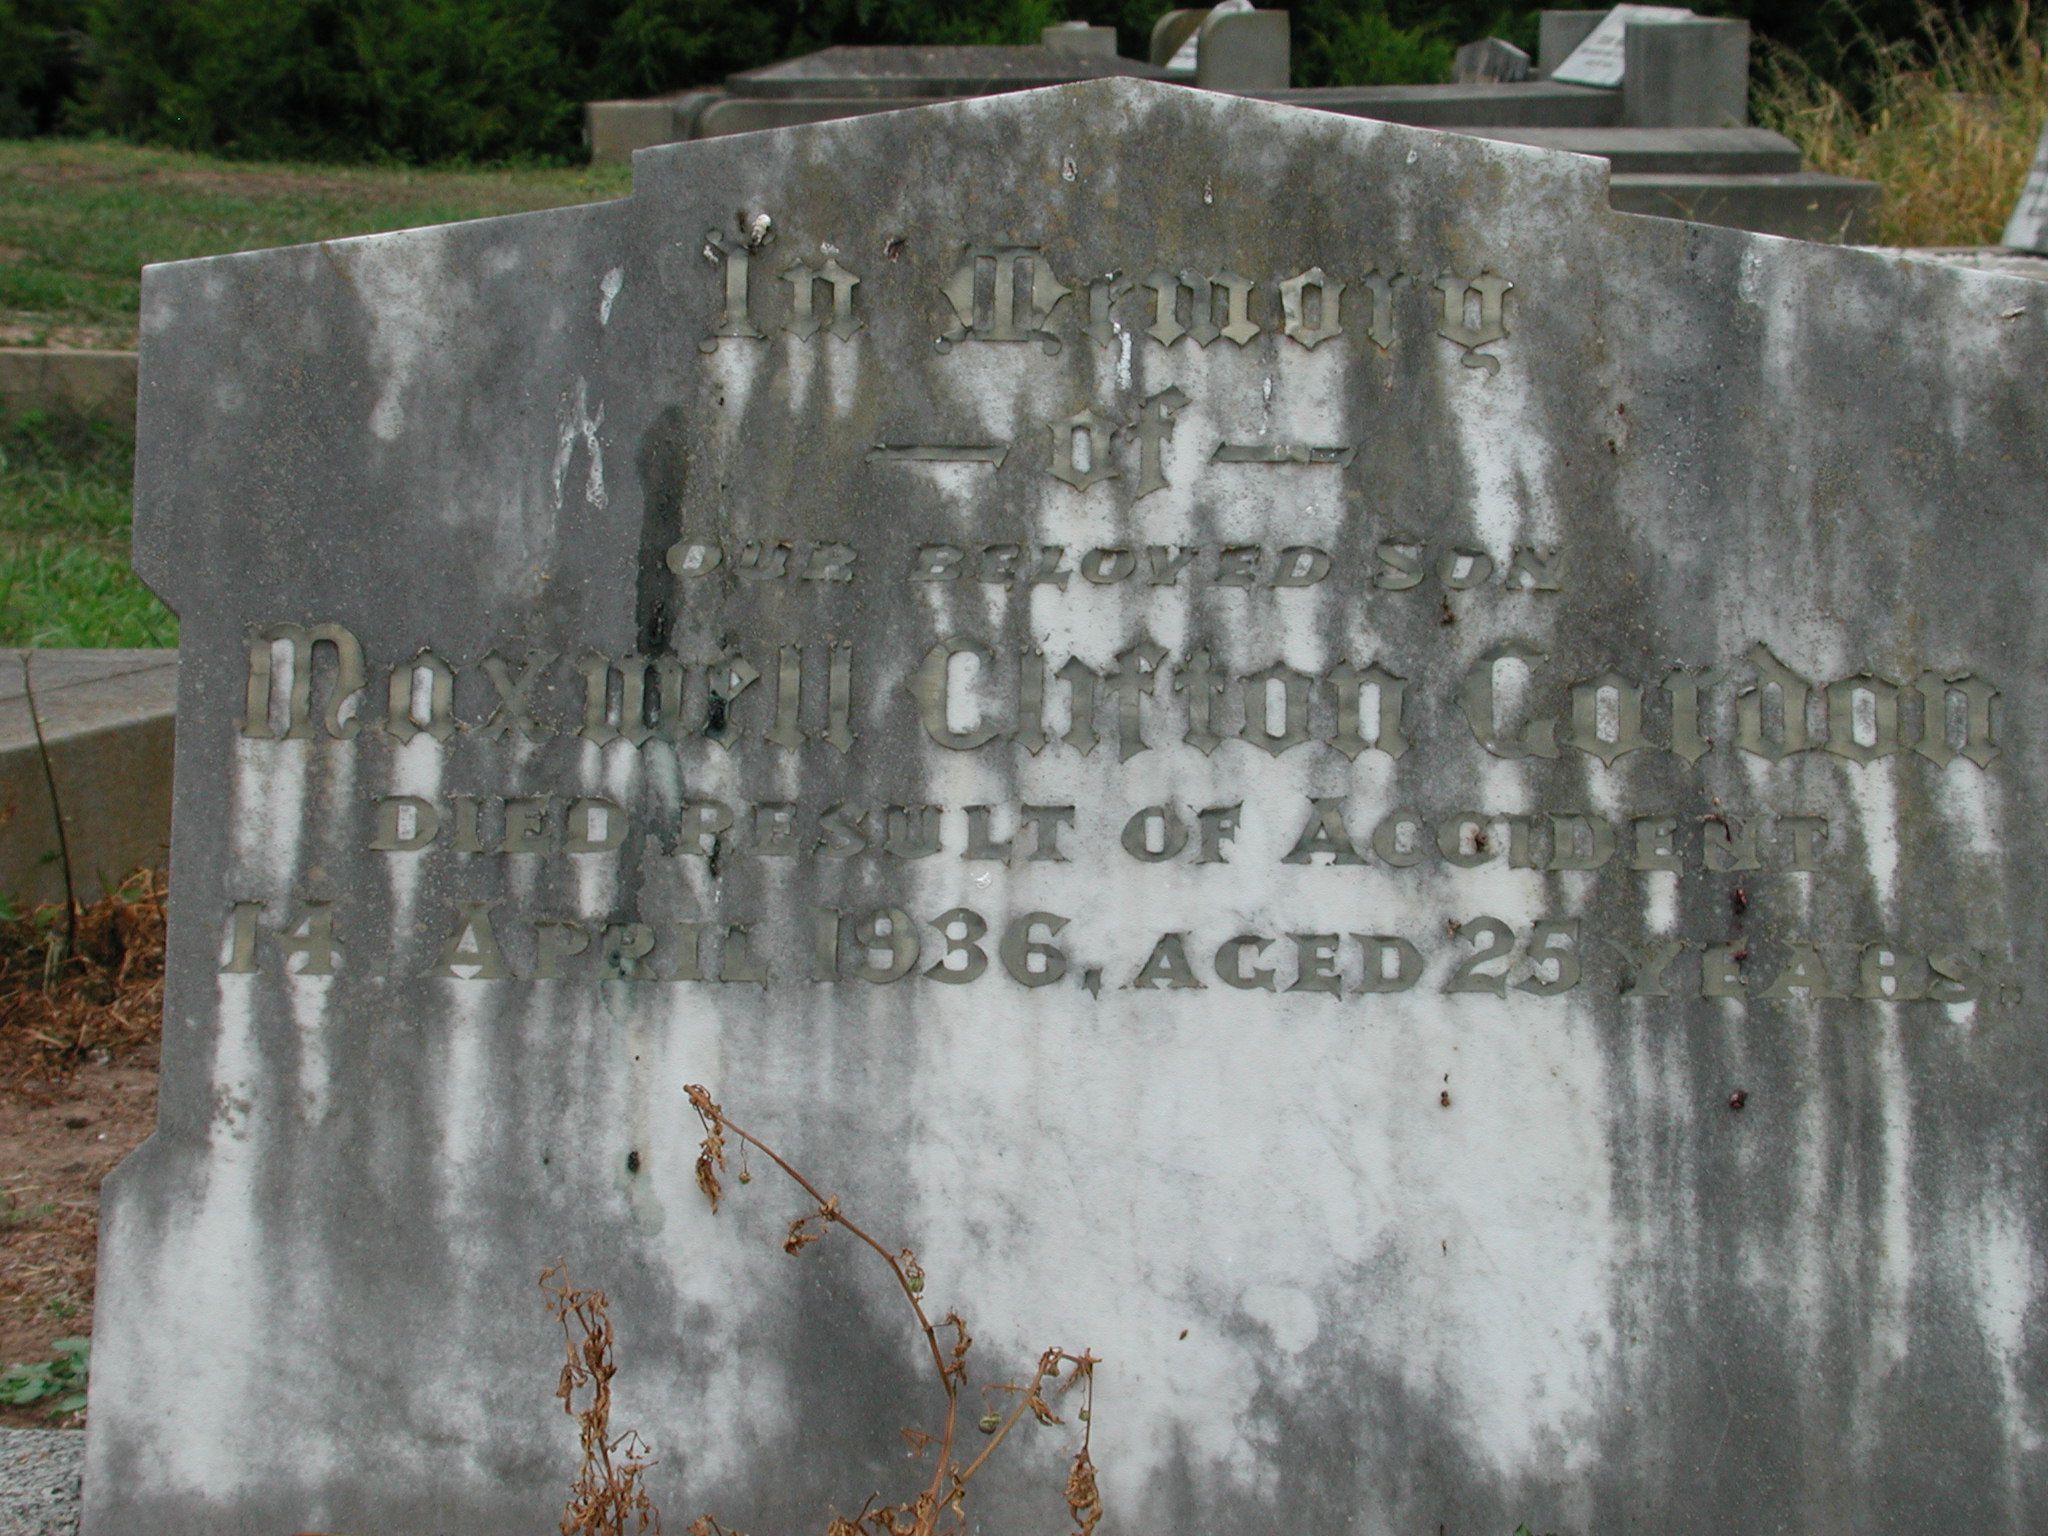 In Memory
— of —
OUR BELOVED SON
Maxwell Clifton Gordon
DIED RESULT OF ACCIDENT
14. APRIL 1936, AGED 25 YEARS.